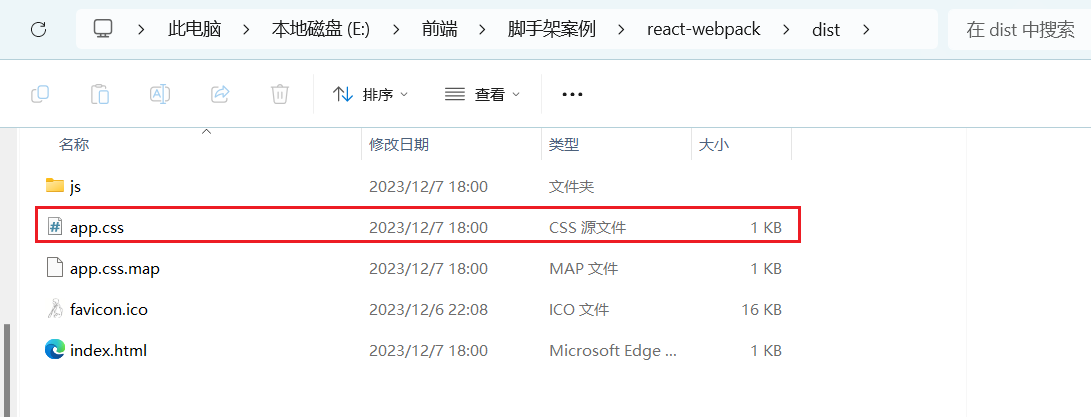 此电脑 > 本地磁盘 (E:) > 前端 > 脚手架案例 > react-webpack > dist > 在 dist 中搜索
排序 查看 ...
名称 修改日期 类型 大小
js 2023/12/7 18:00 文件夹
app.css 2023/12/7 18:00 CSS 源文件 1 KB
app.css.map 2023/12/7 18:00 MAP 文件 1 KB
favicon.ico 2023/12/6 22:08 ICO 文件 16 KB
index.html 2023/12/7 18:00 Microsoft Edge ... 1 KB